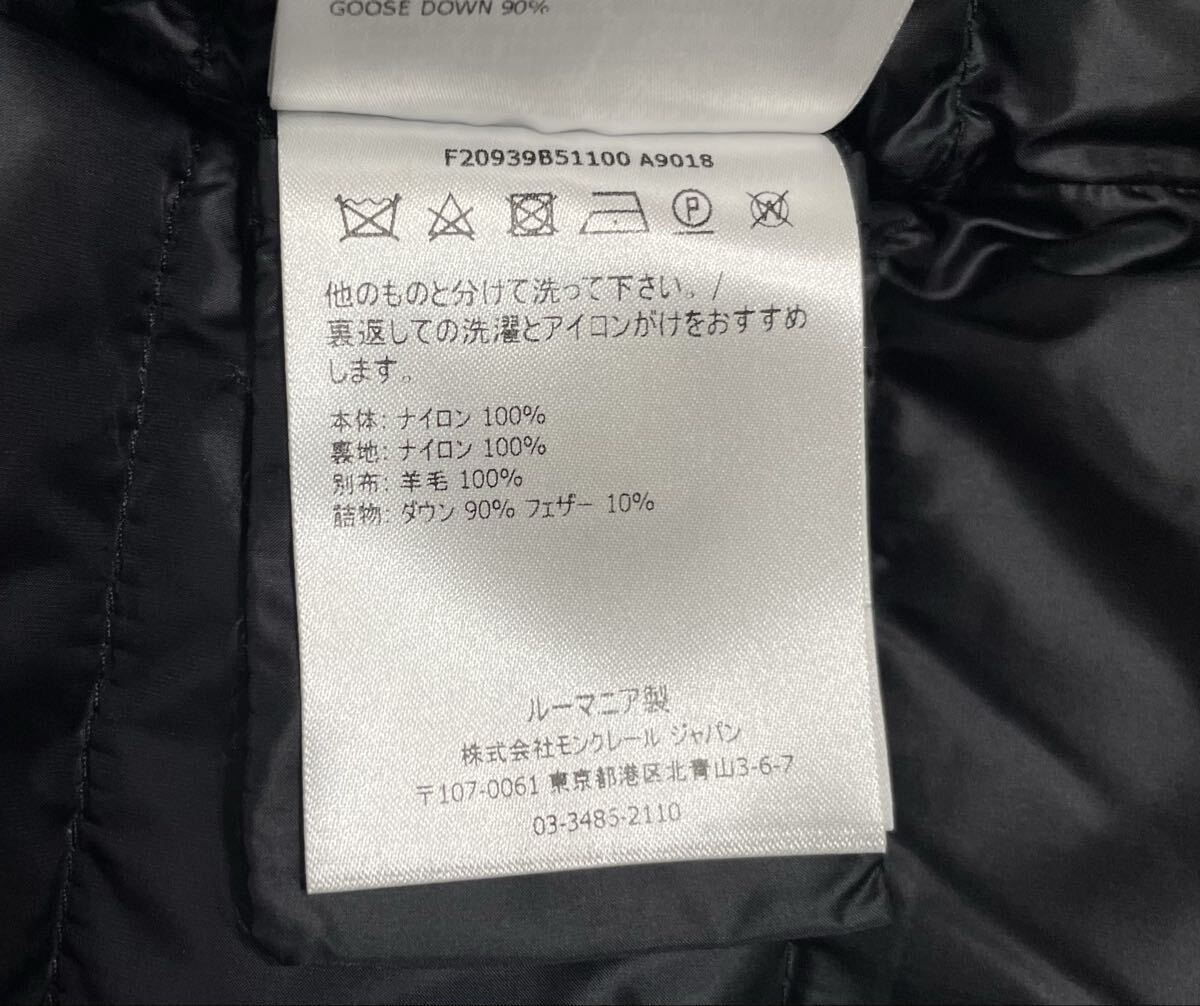 GOOSE DOWN 90%
F20939B51100 A9018
P
W
他のものと分けて洗って下さい。/
裏返しての洗濯とアイロンがけをおすすめ
します。
本体: ナイロン 100%
裏地: ナイロン 100%
別布: 羊毛 100%
詰物: ダウン 90% フェザー 10%
ルーマニア製
株式会社モンクレール ジャパン
〒107-0061 東京都港区北青山3-6-7
03-3486-2110